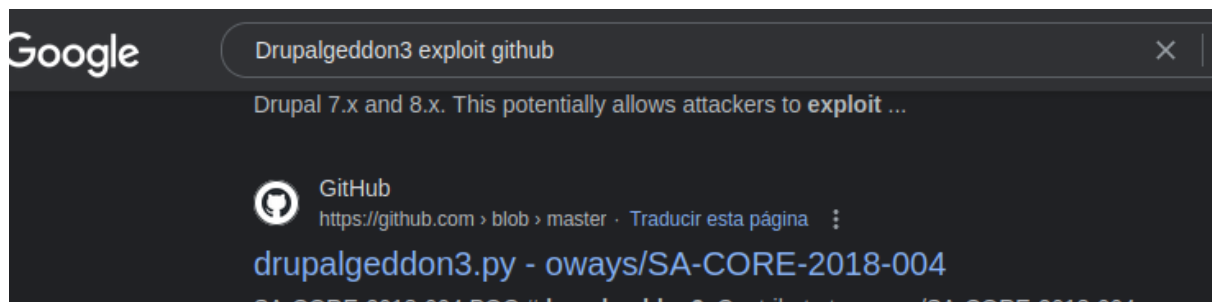 Google
Drupalgeddon3 exploit github
Drupal 7.x and 8.x. This potentially allows attackers to exploit ...
GitHub
https://github.com › blob › master · Traducir esta página
drupalgeddon3.py - oways/SA-CORE-2018-004